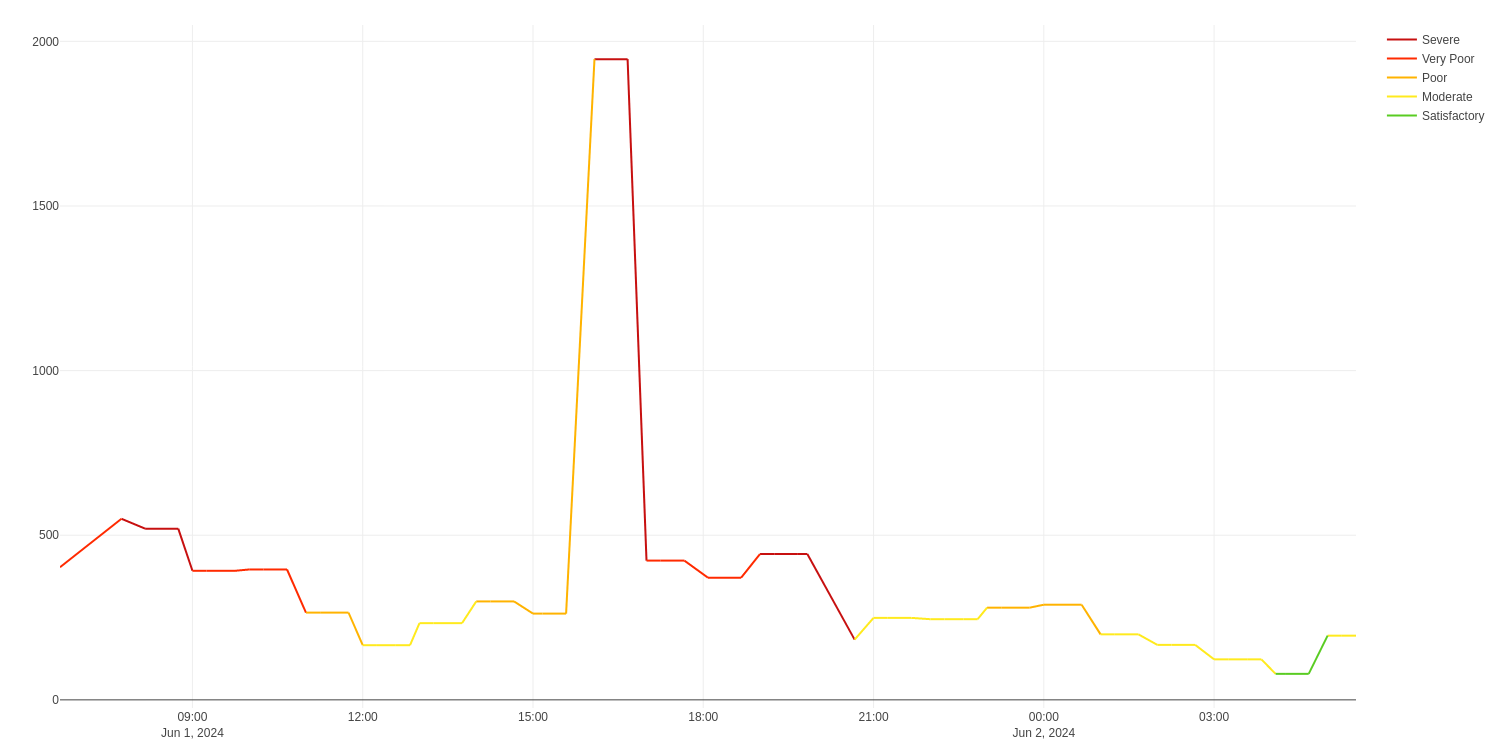 2000
1500
1000
500
0
09:00
Jun 1, 2024
12:00
15:00
18:00
21:00
00:00
Jun 2, 2024
03:00
Severe
Very Poor
Poor
Moderate
Satisfactory